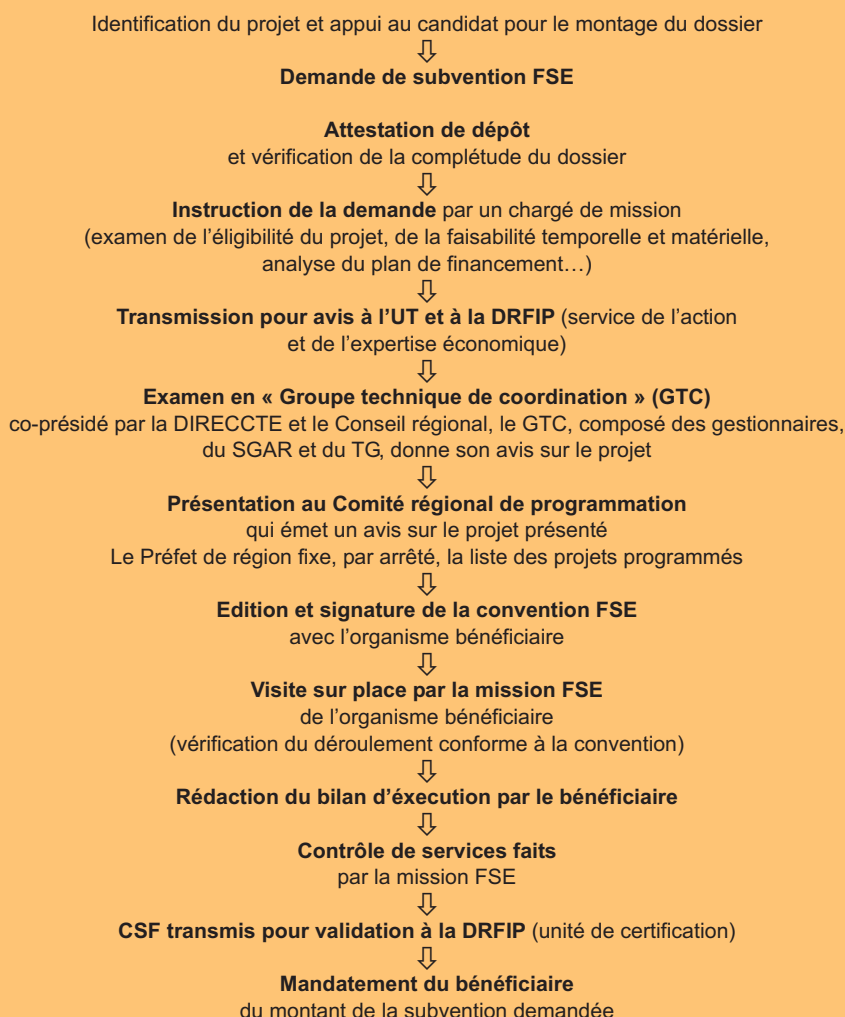 Identification du projet et appui au candidat pour le montage du dossier
⇩
Demande de subvention FSE
Attestation de dépôt
et vérification de la complétude du dossier
⇩
Instruction de la demande par un chargé de mission
(examen de l’éligibilité du projet, de la faisabilité temporelle et matérielle,
analyse du plan de financement…)
⇩
Transmission pour avis à l’UT et à la DRFIP (service de l’action
et de l’expertise économique)
⇩
Examen en « Groupe technique de coordination » (GTC)
co-présidé par la DIRECCTE et le Conseil régional, le GTC, composé des gestionnaires,
du SGAR et du TG, donne son avis sur le projet
⇩
Présentation au Comité régional de programmation
qui émet un avis sur le projet présenté
Le Préfet de région fixe, par arrêté, la liste des projets programmés
⇩
Edition et signature de la convention FSE
avec l’organisme bénéficiaire
⇩
Visite sur place par la mission FSE
de l’organisme bénéficiaire
(vérification du déroulement conforme à la convention)
⇩
Rédaction du bilan d’éxecution par le bénéficiaire
⇩
Contrôle de services faits
par la mission FSE
⇩
CSF transmis pour validation à la DRFIP (unité de certification)
⇩
Mandatement du bénéficiaire
du montant de la subvention demandée